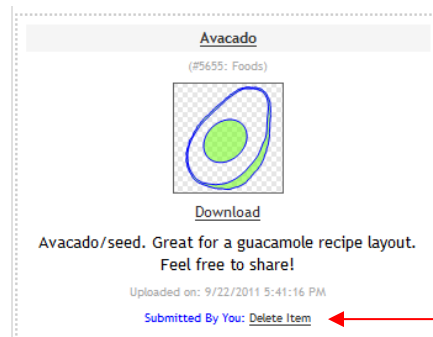 Avacado
(#5655: Foods)
Download
Avacado/seed. Great for a guacamole recipe layout.
Feel free to share!
Uploaded on: 9/22/2011 5:41:16 PM
Submitted By You: Delete Item